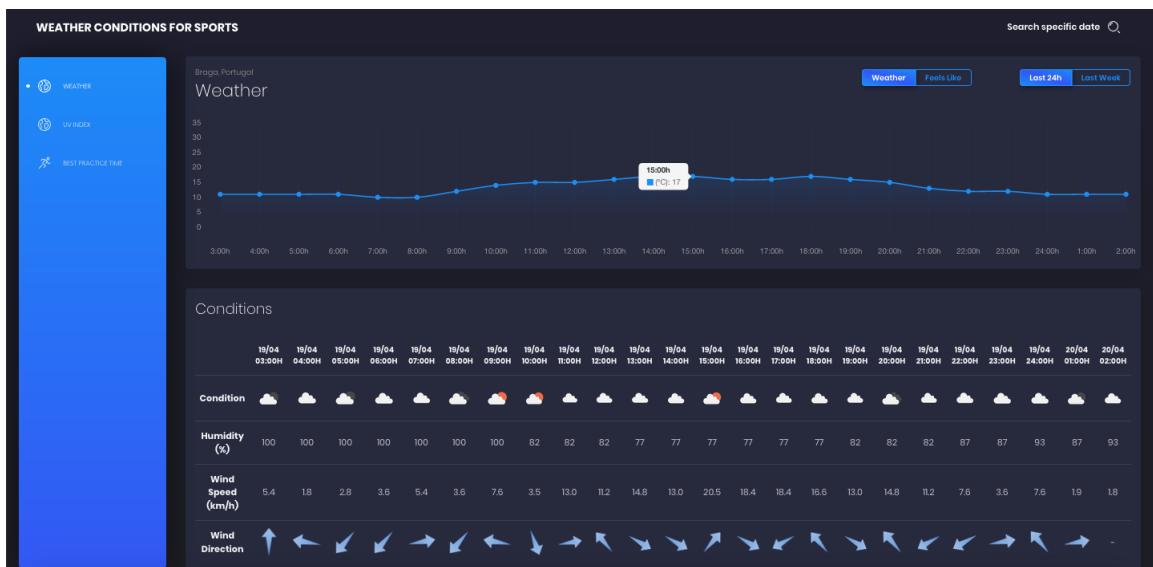 WEATHER CONDITIONS FOR SPORTS
Search specific date
WEATHER
UV INDEX
BEST PRACTICE TIME
Braga, Portugal
Weather
Weather Feels Like
Last 24h Last Week
35
30
25
20
15
10
5
0
15:00h
(°C): 17
3:00h 4:00h 5:00h 6:00h 7:00h 8:00h 9:00h 10:00h 11:00h 12:00h 13:00h 14:00h 15:00h 16:00h 17:00h 18:00h 19:00h 20:00h 21:00h 22:00h 23:00h 24:00h 1:00h 2:00h
Conditions
19/04 19/04 19/04 19/04 19/04 19/04 19/04 19/04 19/04 19/04 19/04 19/04 19/04 19/04 19/04 19/04 19/04 19/04 19/04 19/04 19/04 19/04 20/04 20/04
03:00H 04:00H 05:00H 06:00H 07:00H 08:00H 09:00H 10:00H 11:00H 12:00H 13:00H 14:00H 15:00H 16:00H 17:00H 18:00H 19:00H 20:00H 21:00H 22:00H 23:00H 24:00H 01:00H 02:00H
Condition
Humidity
(%)
100 100 100 100 100 100 100 82 82 82 77 77 77 77 77 77 82 82 82 87 87 93 87 93
Wind
Speed
(km/h)
5.4 1.8 2.8 3.6 5.4 3.6 7.6 3.5 13.0 11.2 14.8 13.0 20.5 18.4 18.4 16.6 13.0 14.8 11.2 7.6 3.6 7.6 1.9 1.8
Wind
Direction
-